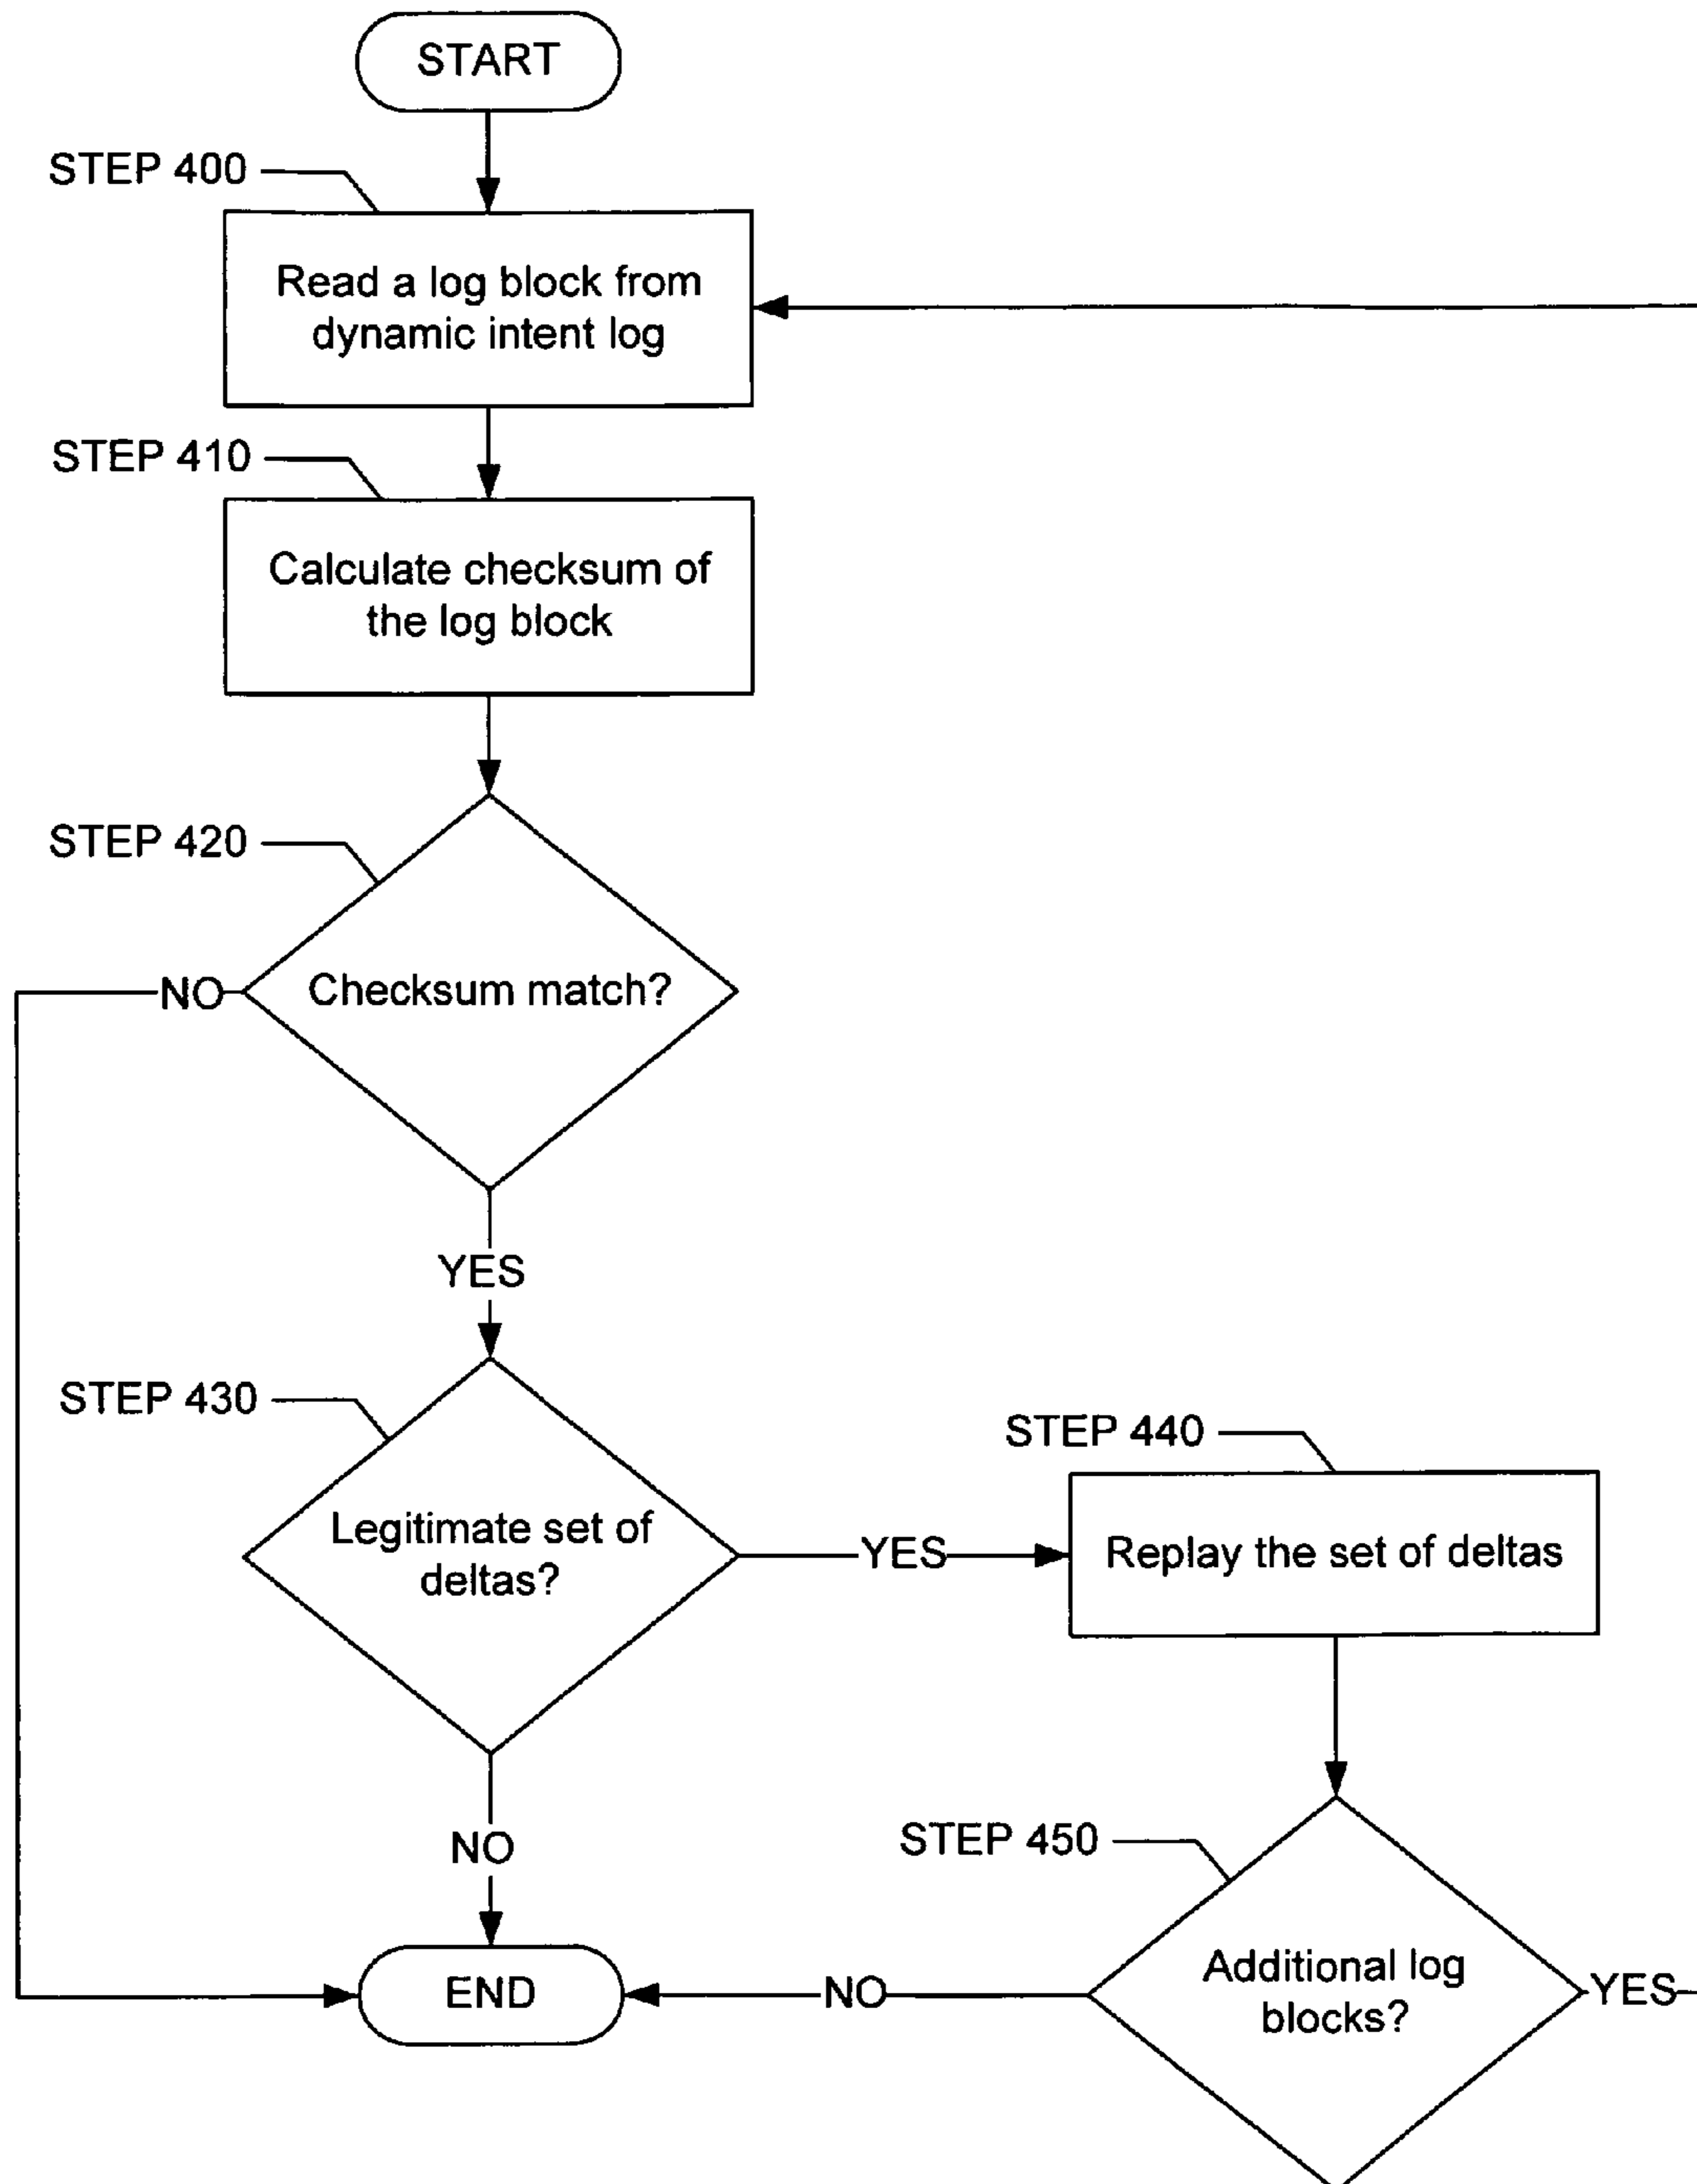 START
STEP 400
Read a log block from
dynamic intent log
STEP 410
Calculate checksum of
the log block
STEP 420
Checksum match?
NO
YES
STEP 430
Legitimate set of
deltas?
YES
STEP 440
Replay the set of deltas
NO
STEP 450
Additional log
blocks?
YES
NO
END